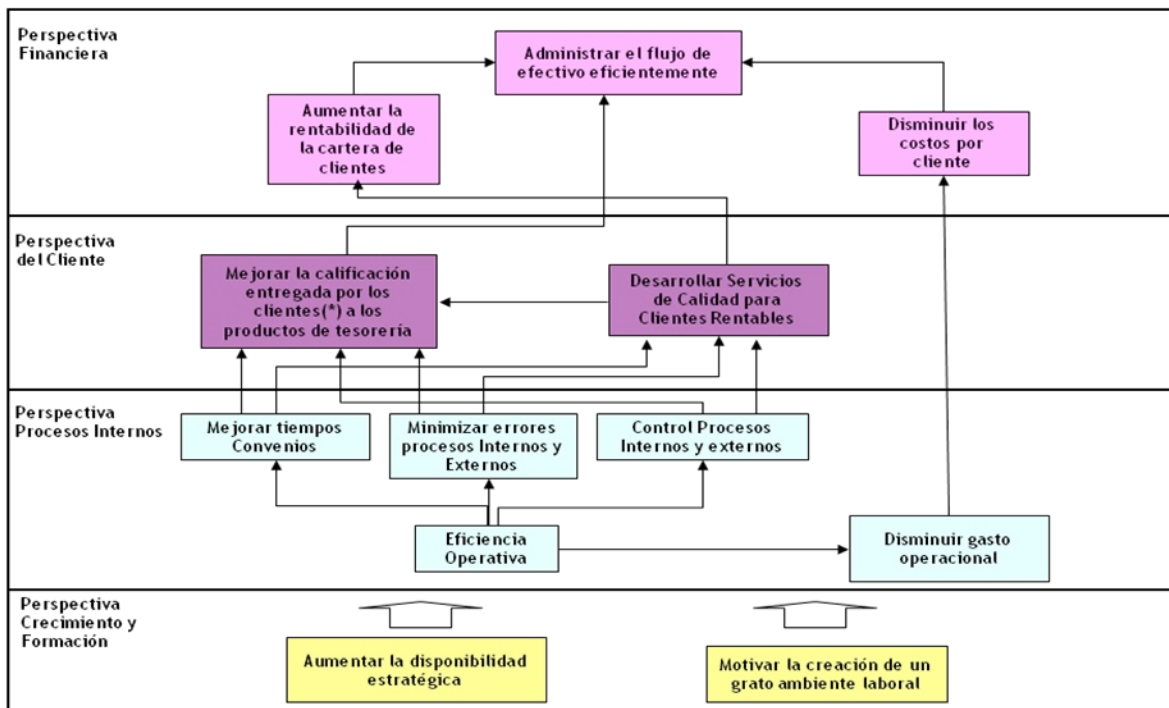 Perspectiva
Financiera
Administrar el flujo de
efectivo eficientemente
Aumentar la
rentabilidad de
la cartera de
clientes
Disminuir los
costos por
cliente
Perspectiva
del Cliente
Mejorar la calificación
entregada por los
clientes(*) a los
productos de tesorería
Desarrollar Servicios
de Calidad para
Clientes Rentables
Perspectiva
Procesos Internos
Mejorar tiempos
Convenios
Minimizar errores
procesos Internos y
Externos
Control Procesos
Internos y externos
Eficiencia
Operativa
Disminuir gasto
operacional
Perspectiva
Crecimiento y
Formación
Aumentar la disponibilidad
estratégica
Motivar la creación de un
grato ambiente laboral